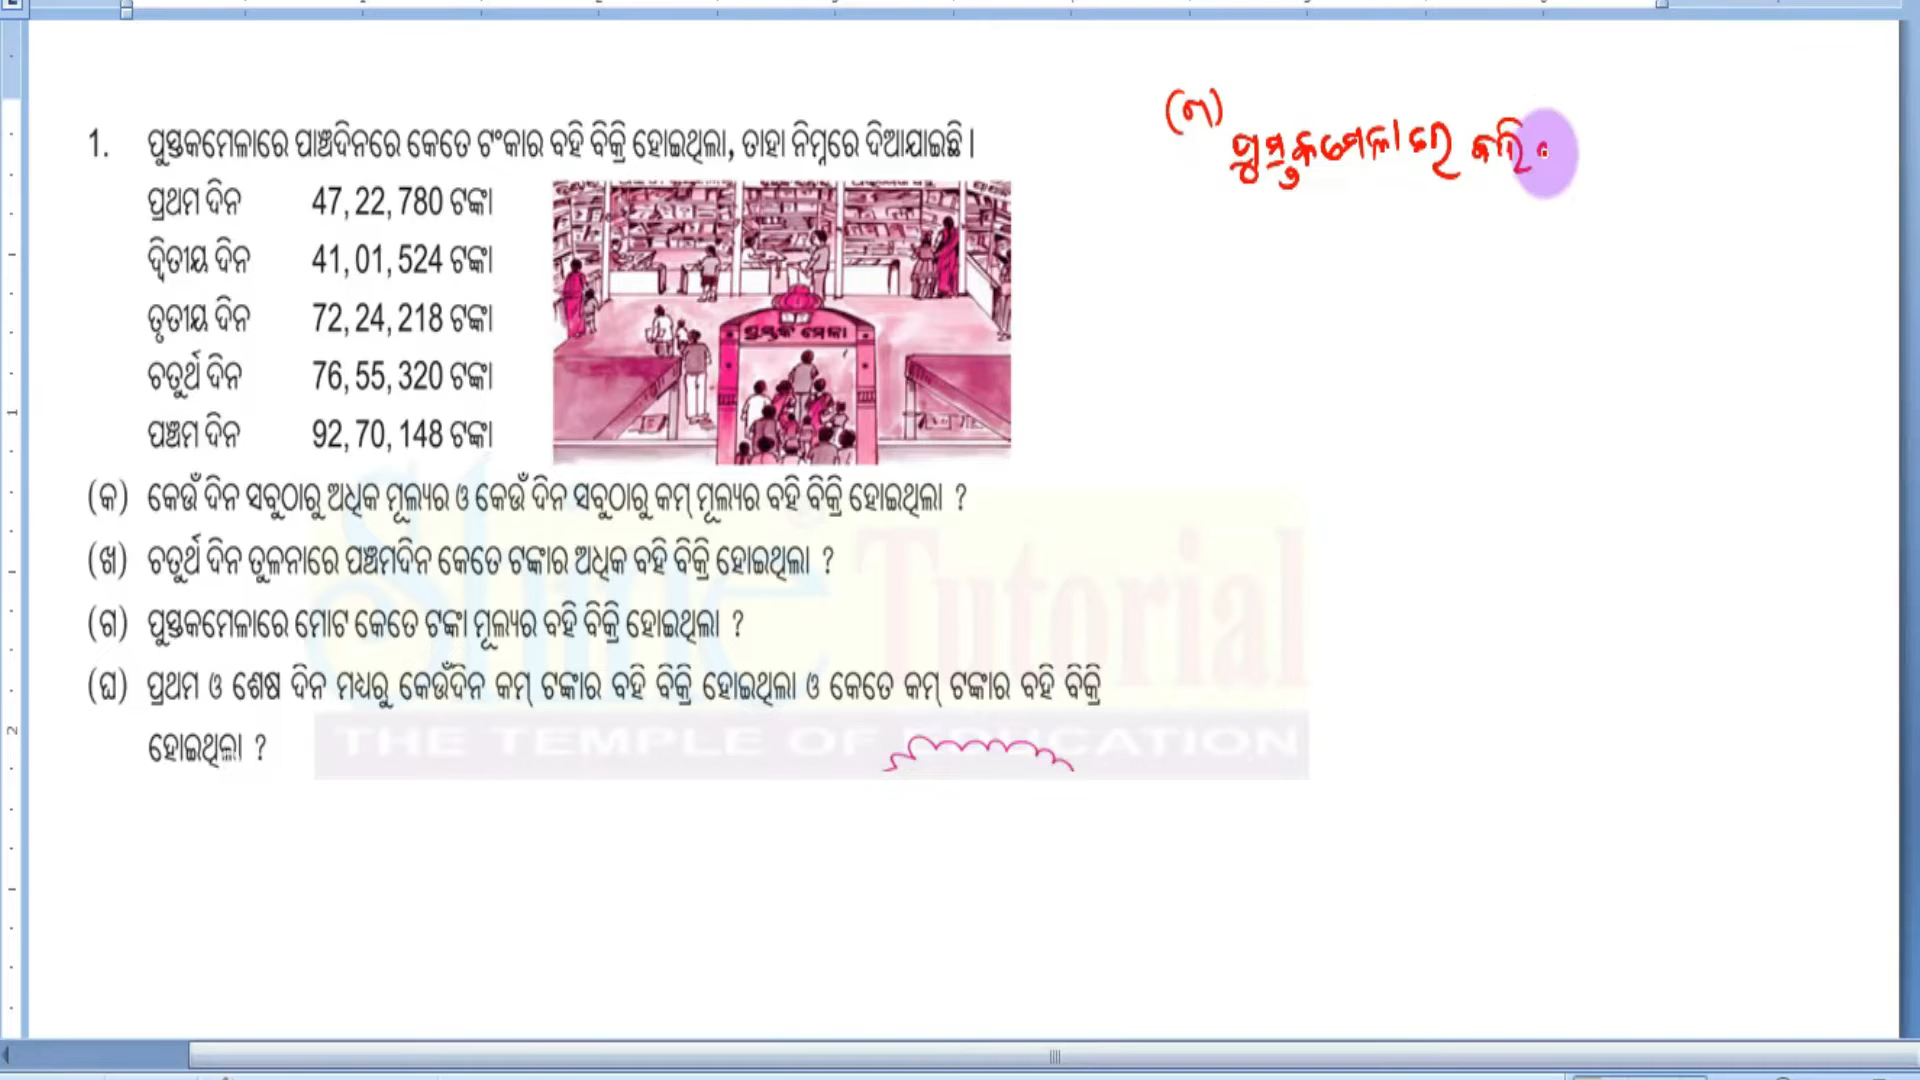 1. ପୁସ୍ତକମେଳାରେ ପାଞ୍ଚଦିନରେ କେତେ ଟଂକାର ବହି ବିକ୍ରି ହୋଇଥିଲା, ତାହା ନିମ୍ନରେ ଦିଆଯାଇଛି ।
ପ୍ରଥମ ଦିନ 47, 22, 780 ଟଙ୍କା
ଦ୍ୱିତୀୟ ଦିନ 41, 01, 524 ଟଙ୍କା
ତୃତୀୟ ଦିନ 72, 24, 218 ଟଙ୍କା
ଚତୁର୍ଥ ଦିନ 76, 55, 320 ଟଙ୍କା
ପଞ୍ଚମ ଦିନ 92, 70, 148 ଟଙ୍କା
ପୁସ୍ତକ ମେଳା
(କ) କେଉଁ ଦିନ ସବୁଠାରୁ ଅଧିକ ମୂଲ୍ୟର ଓ କେଉଁ ଦିନ ସବୁଠାରୁ କମ୍ ମୂଲ୍ୟର ବହି ବିକ୍ରି ହୋଇଥିଲା ?
(ଖ) ଚତୁର୍ଥ ଦିନ ତୁଳନାରେ ପଞ୍ଚମଦିନ କେତେ ଟଙ୍କାର ଅଧିକ ବହି ବିକ୍ରି ହୋଇଥିଲା ?
(ଗ) ପୁସ୍ତକମେଳାରେ ମୋଟ କେତେ ଟଙ୍କା ମୂଲ୍ୟର ବହି ବିକ୍ରି ହୋଇଥିଲା ?
(ଘ) ପ୍ରଥମ ଓ ଶେଷ ଦିନ ମଧ୍ୟରୁ କେଉଁଦିନ କମ୍ ଟଙ୍କାର ବହି ବିକ୍ରି ହୋଇଥିଲା ଓ କେତେ କମ୍ ଟଙ୍କାର ବହି ବିକ୍ରି
ହୋଇଥିଲା ?
Shine Tutorial
THE TEMPLE OF EDUCATION
(ଗ)
ପୁସ୍ତକମେଳାରେ ବହି